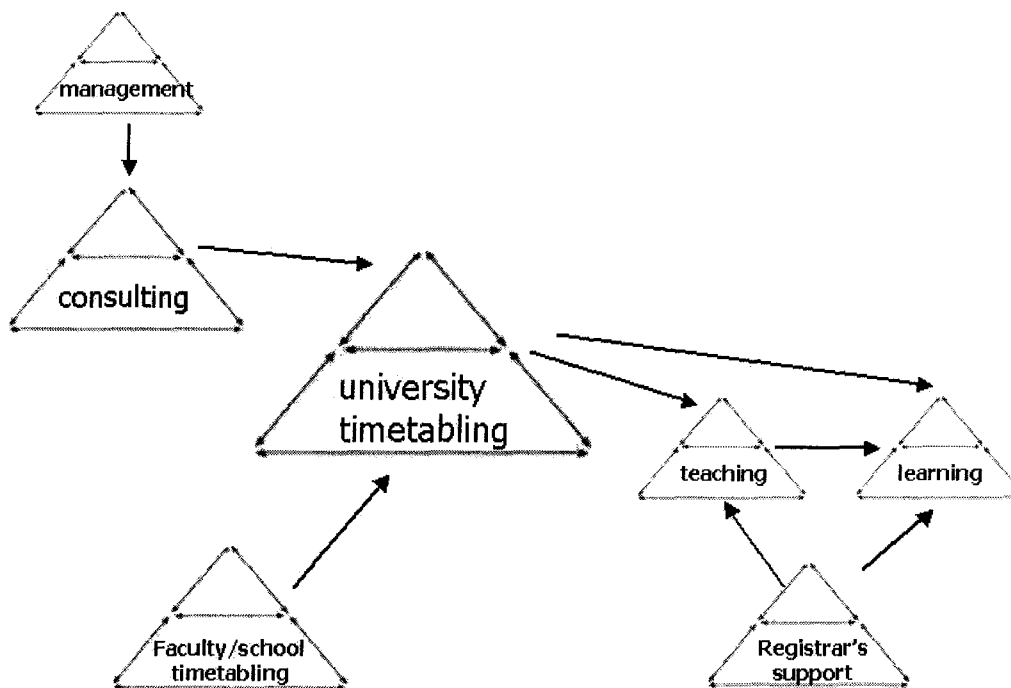 management
consulting
university
timetabling
teaching
learning
Faculty/school
timetabling
Registrar's
support